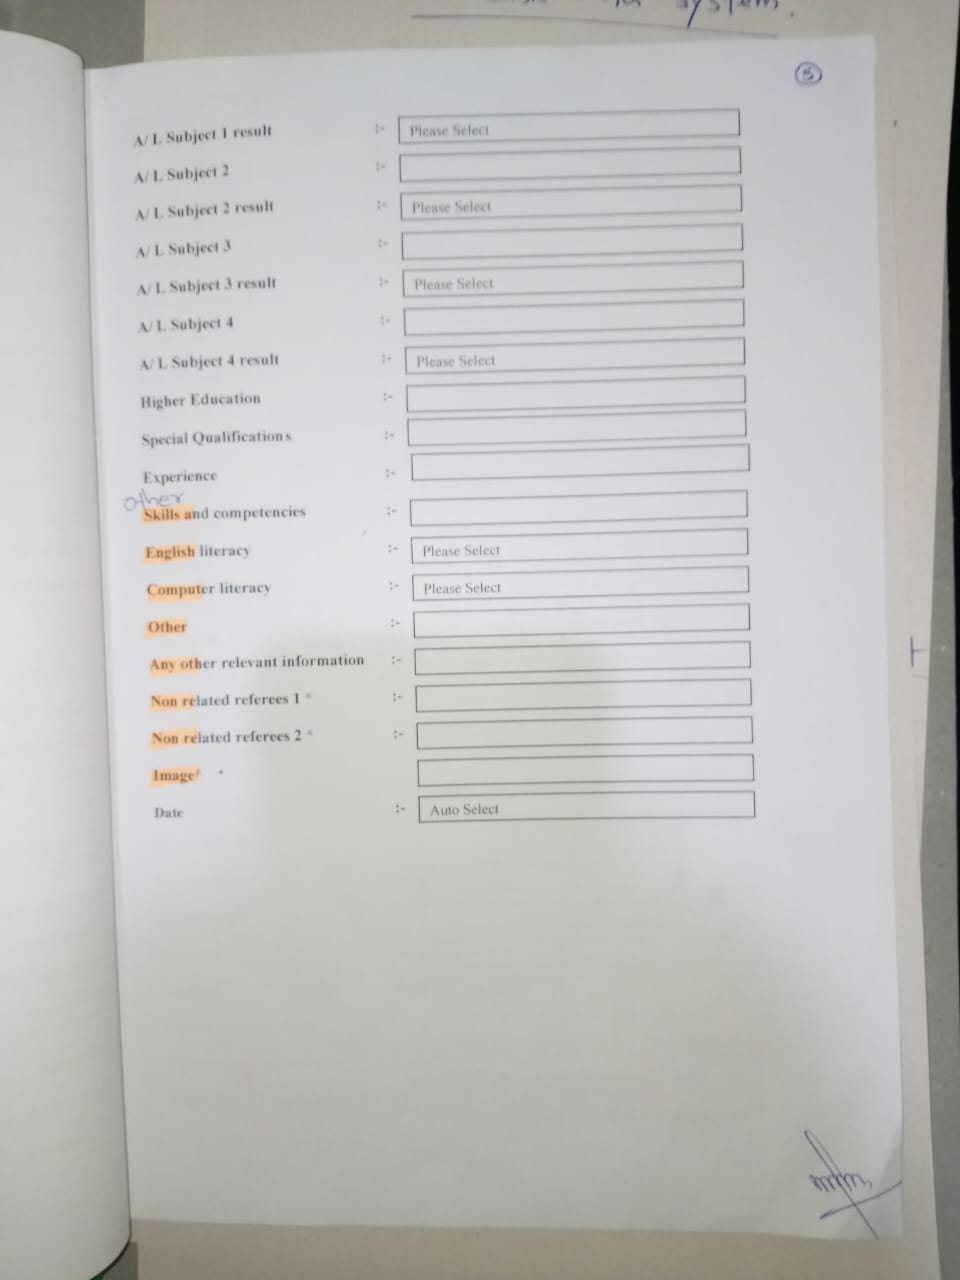 system.
5
A/ L Subject 1 result :- Please Select
A/ L Subject 2 :-
A/ L Subject 2 result :- Please Select
A/ L Subject 3 :-
A/ L Subject 3 result :- Please Select
A/ L Subject 4 :-
A/ L Subject 4 result :- Please Select
Higher Education :-
Special Qualifications :-
Experience :-
other
Skills and competencies :-
English literacy :- Please Select
Computer literacy :- Please Select
Other :-
Any other relevant information :-
Non related referees 1 * :-
Non related referees 2 * :-
Image* -
Date :- Auto Select